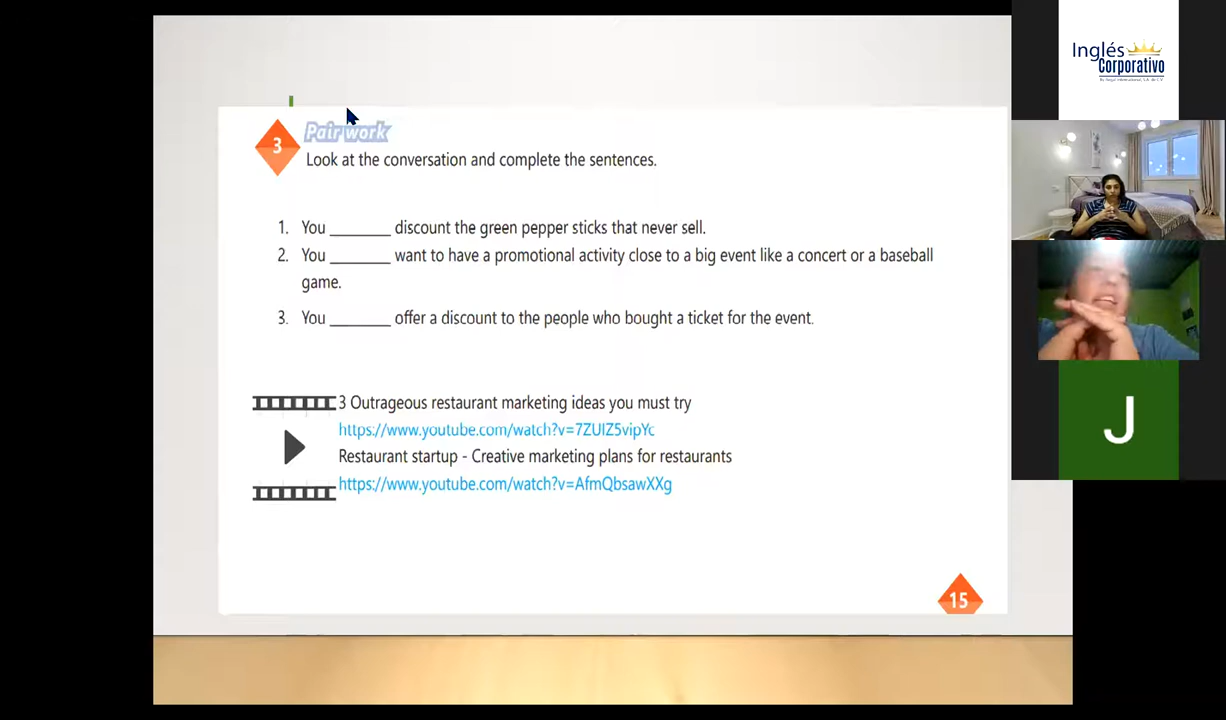 Inglés
Corporativo
3
Pair work
Look at the conversation and complete the sentences.
1. You _______ discount the green pepper sticks that never sell.
2. You _______ want to have a promotional activity close to a big event like a concert or a baseball
game.
3. You _______ offer a discount to the people who bought a ticket for the event.
3 Outrageous restaurant marketing ideas you must try
https://www.youtube.com/watch?v=7ZUIZ5vipYc
Restaurant startup - Creative marketing plans for restaurants
https://www.youtube.com/watch?v=AfmQbsawXXg
15
J